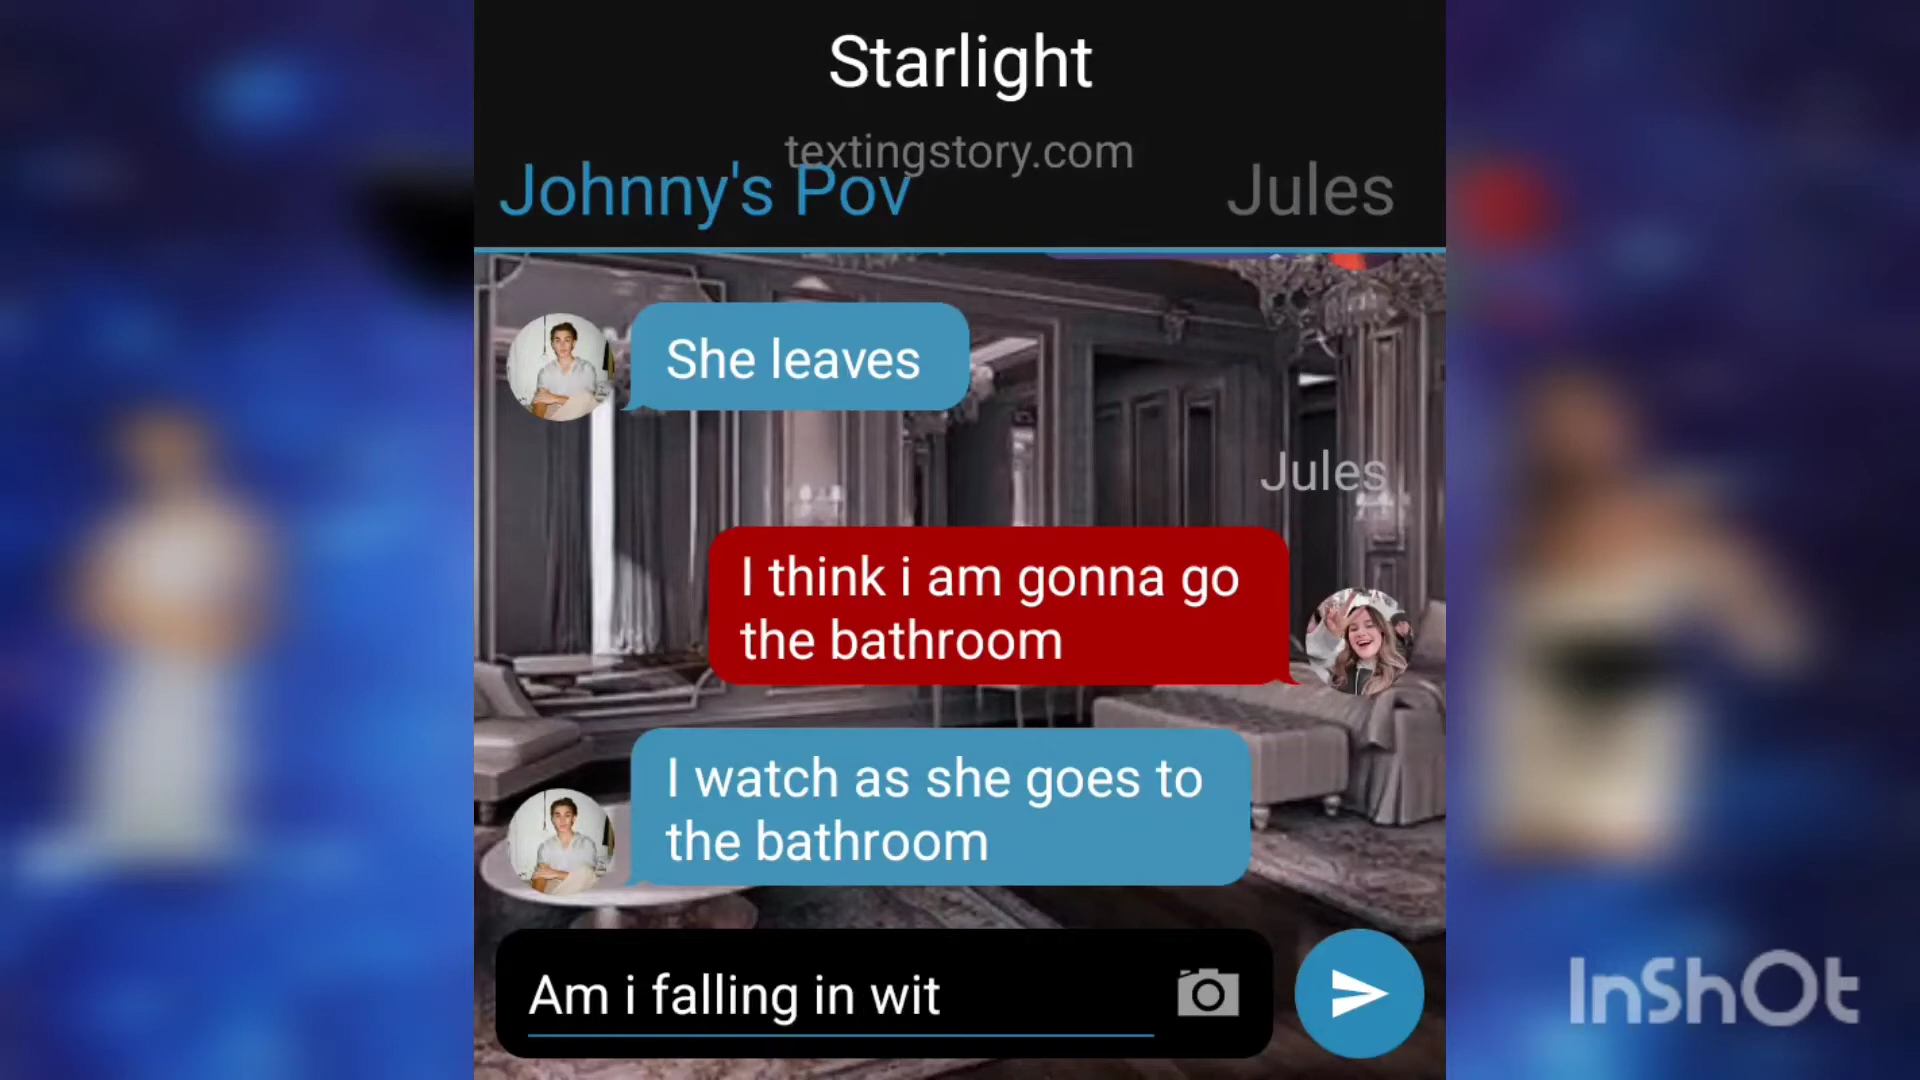 Starlight
textingstory.com
Johnny's Pov
Jules
She leaves
Jules
I think i am gonna go
the bathroom
I watch as she goes to
the bathroom
Am i falling in wit
InShOt